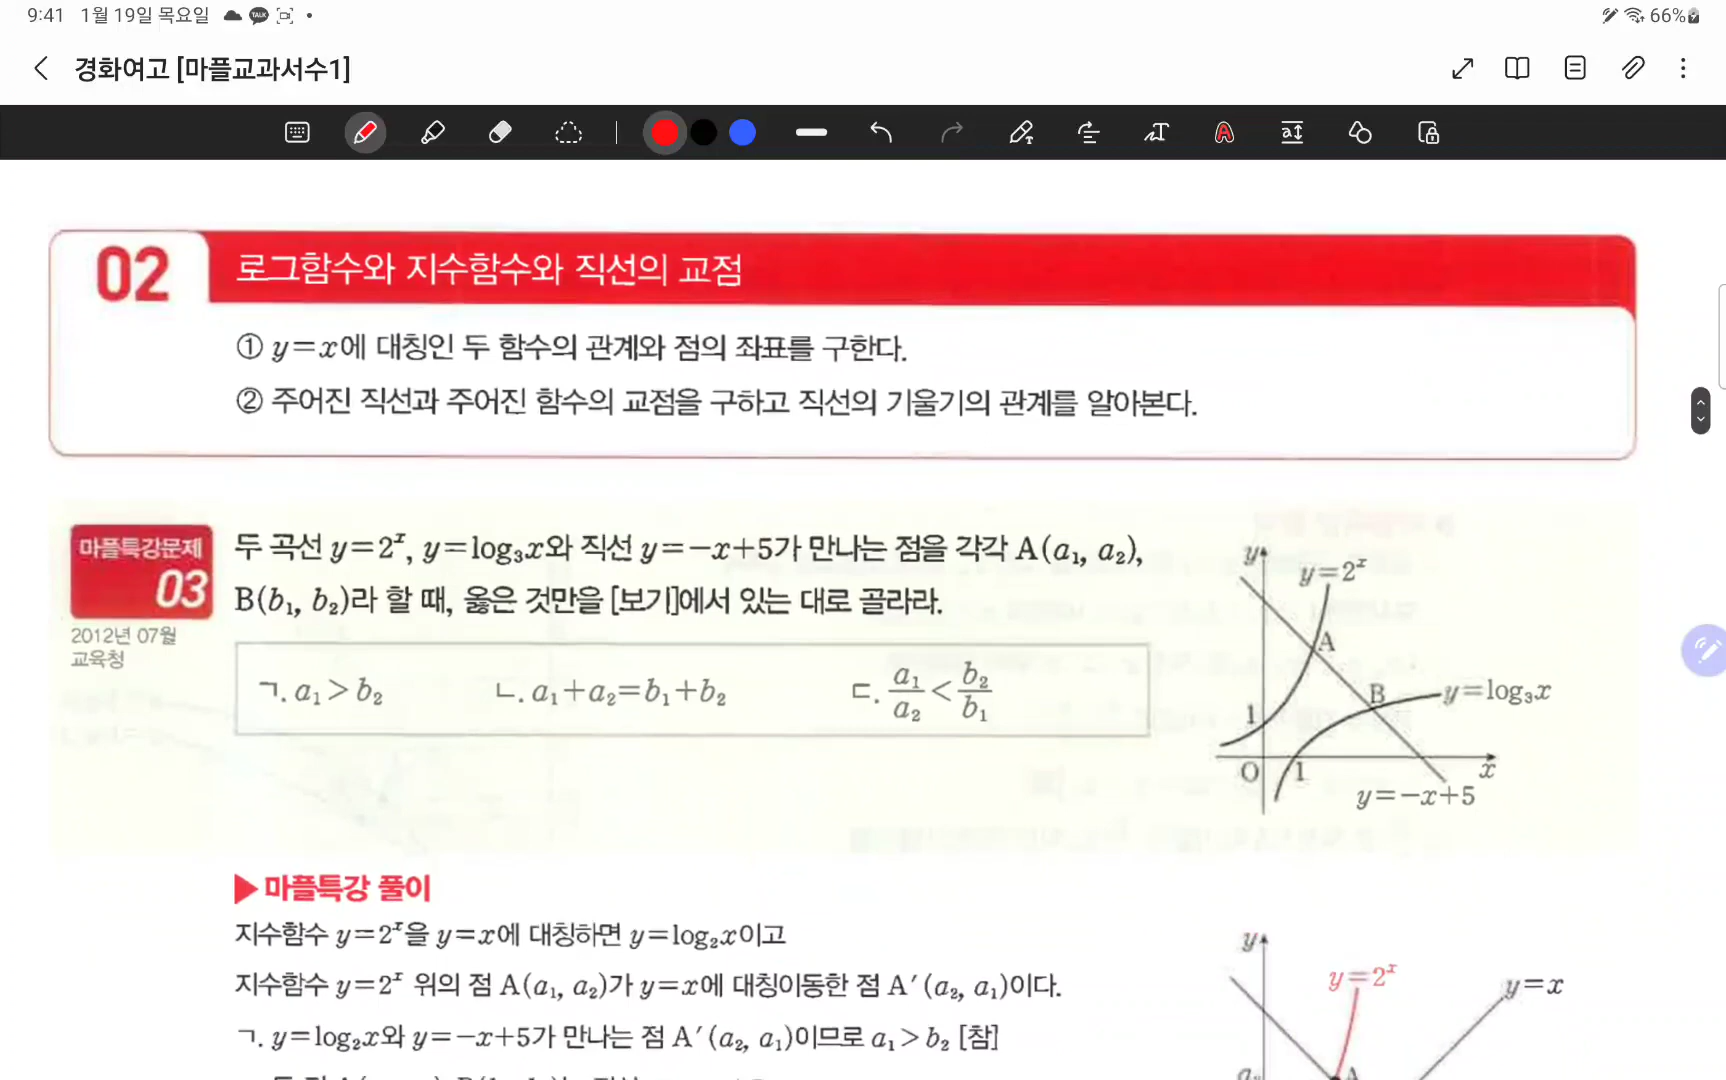 9:41 1월 19일 목요일 TALK 66%
경화여고 [마플교과서수1]
02 로그함수와 지수함수와 직선의 교점
① y=x에 대칭인 두 함수의 관계와 점의 좌표를 구한다.
② 주어진 직선과 주어진 함수의 교점을 구하고 직선의 기울기의 관계를 알아본다.
마플특강문제 03
2012년 07월
교육청
두 곡선 y=2ˣ, y=log₃x와 직선 y=−x+5가 만나는 점을 각각 A(a₁, a₂),
B(b₁, b₂)라 할 때, 옳은 것만을 [보기]에서 있는 대로 골라라.
ㄱ. a₁>b₂ ㄴ. a₁+a₂=b₁+b₂ ㄷ. a₁/a₂<b₂/b₁
y
y=2ˣ
A
B y=log₃x
1
O 1 x
y=−x+5
▶마플특강 풀이
지수함수 y=2ˣ을 y=x에 대칭하면 y=log₂x이고
지수함수 y=2ˣ 위의 점 A(a₁, a₂)가 y=x에 대칭이동한 점 A′(a₂, a₁)이다.
ㄱ. y=log₂x와 y=−x+5가 만나는 점 A′(a₂, a₁)이므로 a₁>b₂ [참]
y
y=2ˣ
y=x
A